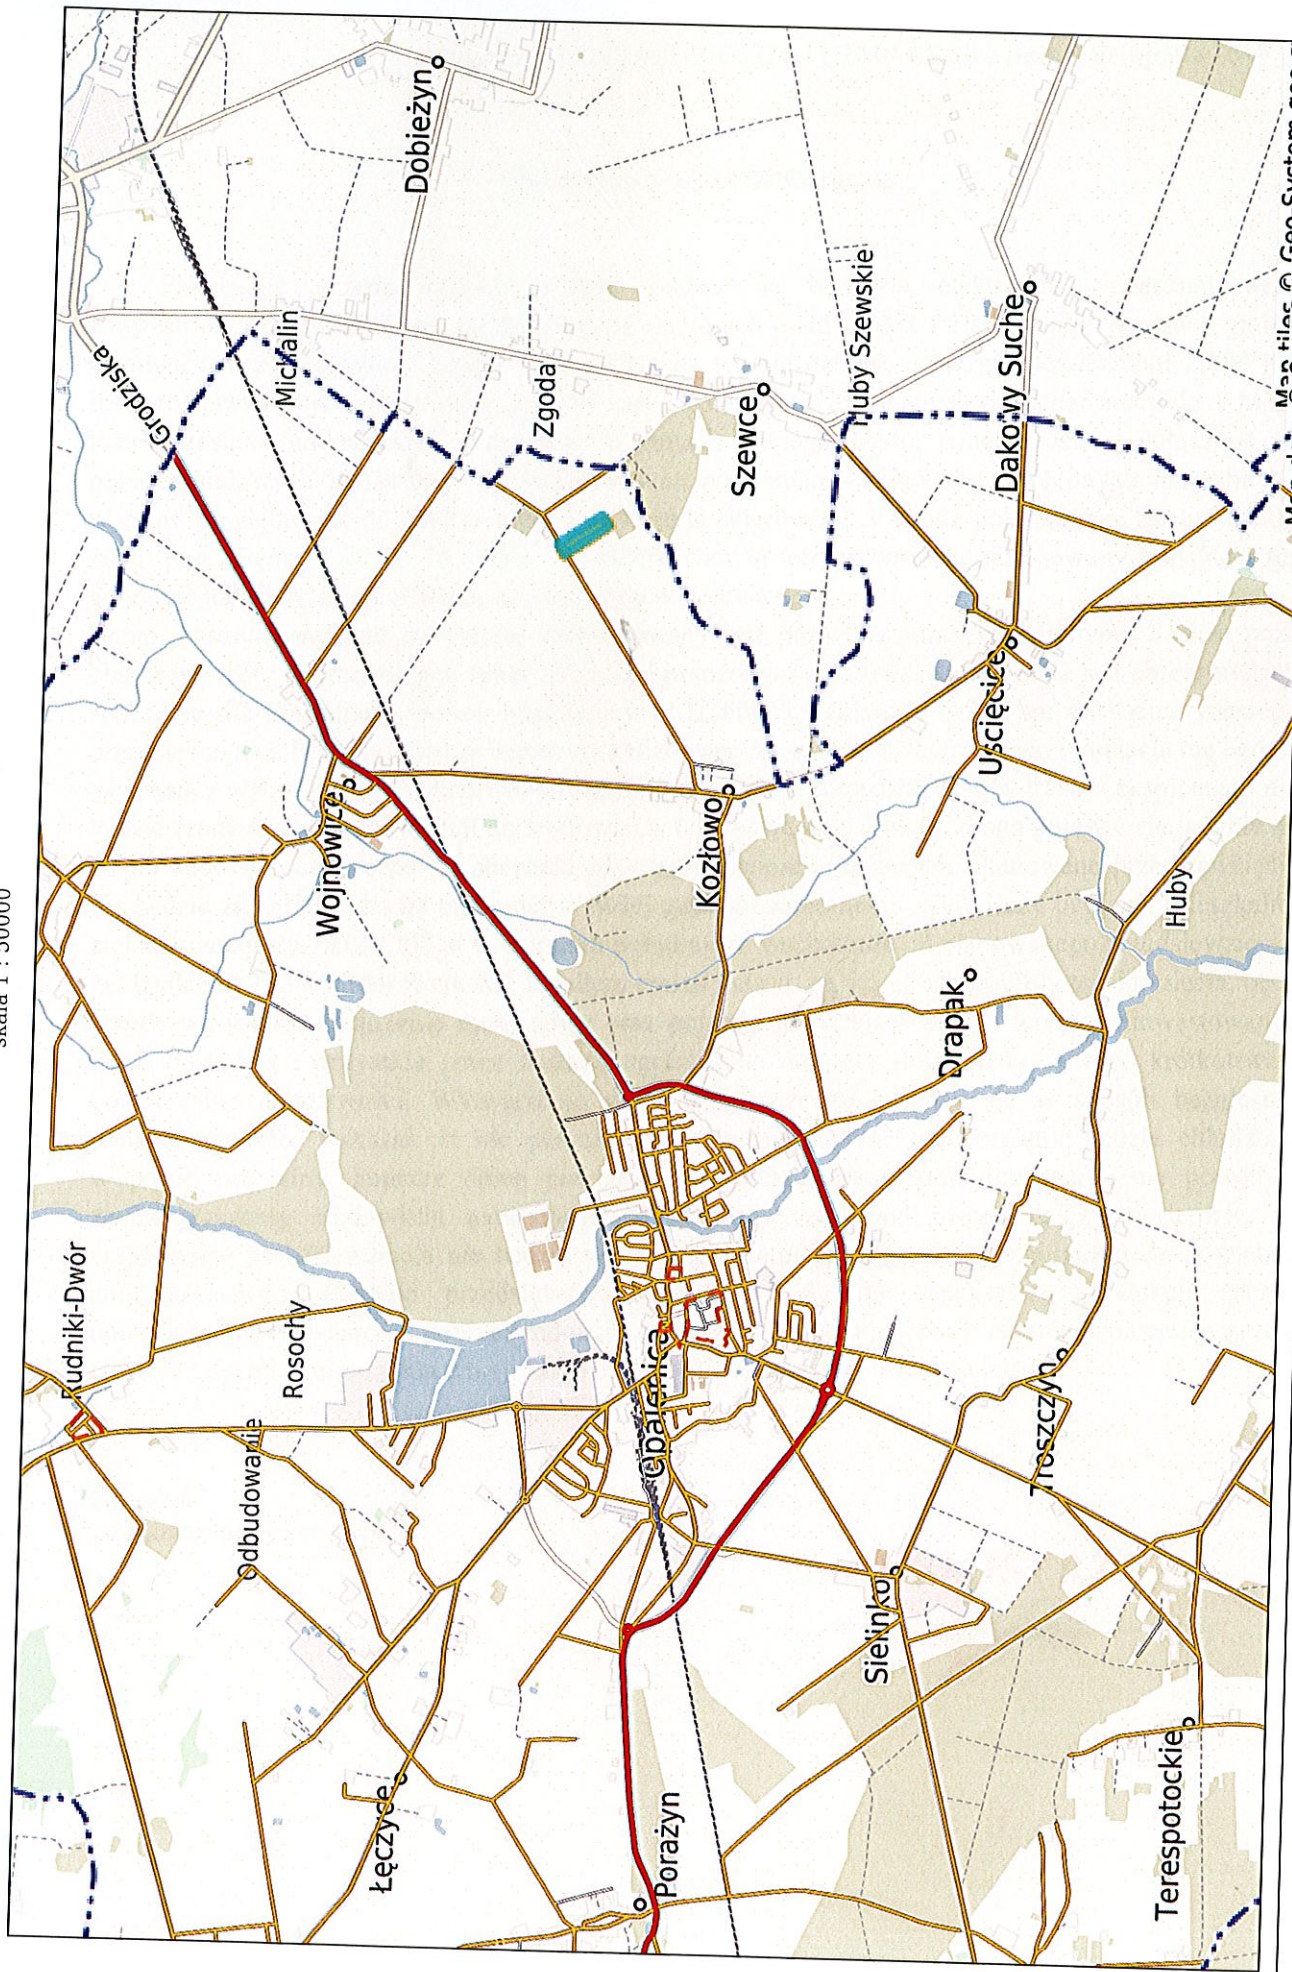 skala 1 : 50000
Rudniki-Dwór
Grodziska
Michalin
Rosochy
Odbudowanie
Wojnowice
Łęczyce
Dobieżyn
Zgoda
Opalenica
Porażyn
Kozłowo
Szewce
Huby Szewskie
Sielinko
Drapak
Uścięcice
Dakowy Suche
Troszczyn
Huby
Terespotockie
Map tiles © Geo-System